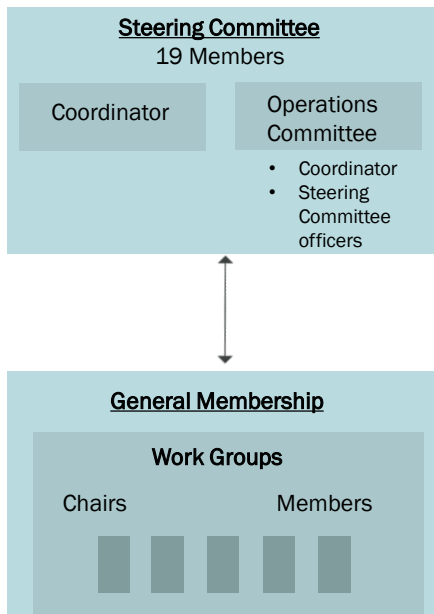 Steering Committee
19 Members
Coordinator
Operations
Committee
• Coordinator
• Steering
Committee
officers
General Membership
Work Groups
Chairs Members